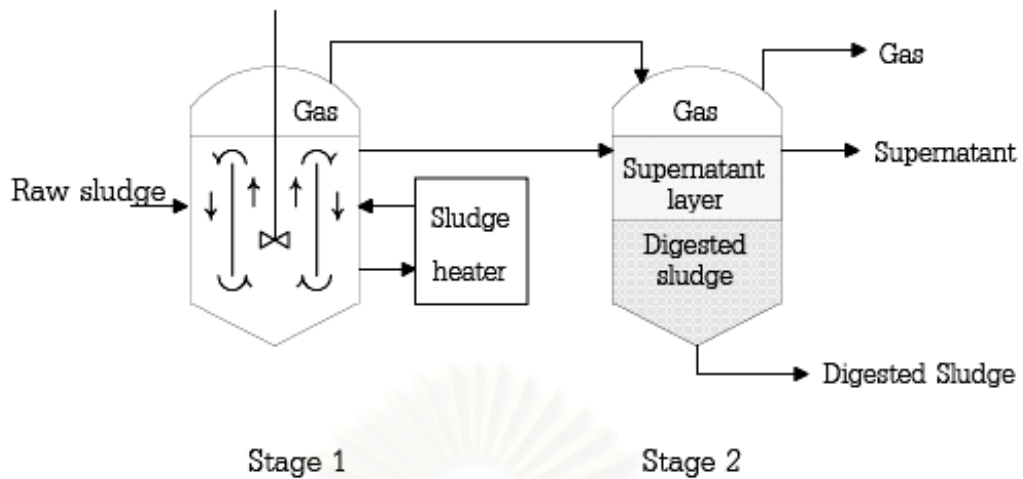 Gas
Raw sludge
Sludge
heater
Gas
Supernatant
layer
Digested
sludge
Gas
Supernatant
Digested Sludge
Stage 1
Stage 2